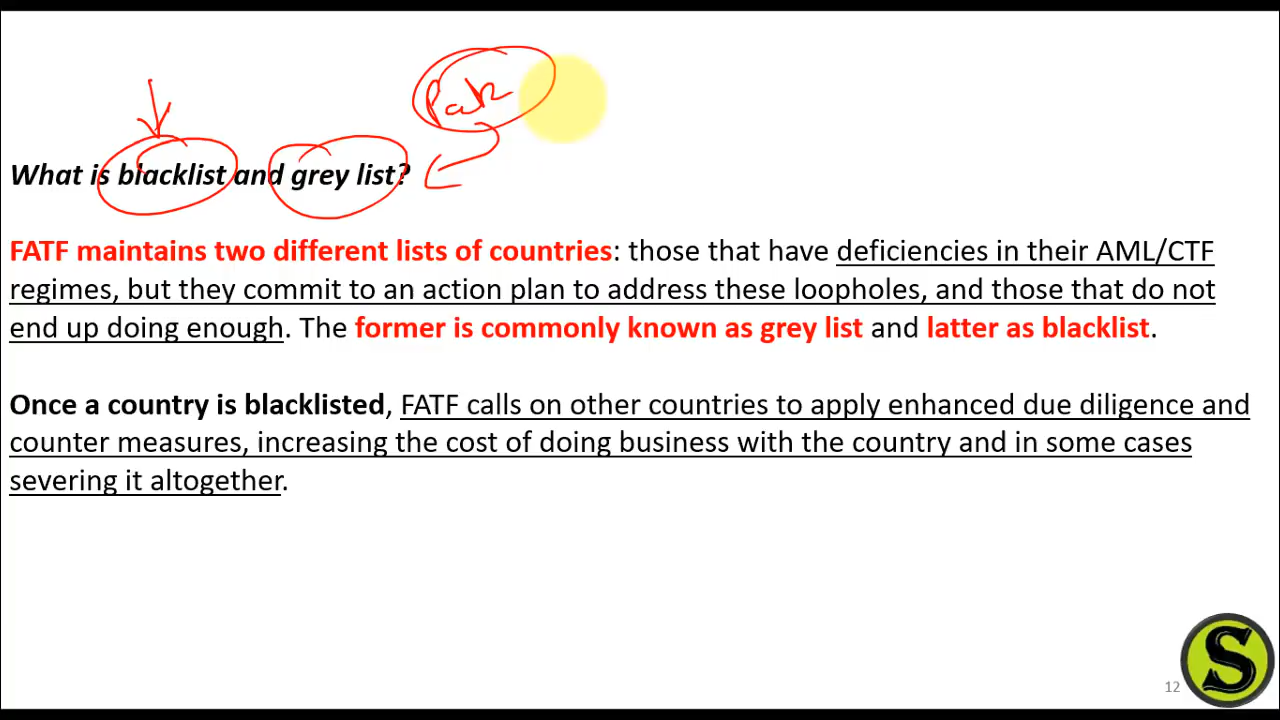 Pak
What is blacklist and grey list?
FATF maintains two different lists of countries: those that have deficiencies in their AML/CTF
regimes, but they commit to an action plan to address these loopholes, and those that do not
end up doing enough. The former is commonly known as grey list and latter as blacklist.
Once a country is blacklisted, FATF calls on other countries to apply enhanced due diligence and
counter measures, increasing the cost of doing business with the country and in some cases
severing it altogether.
12
S